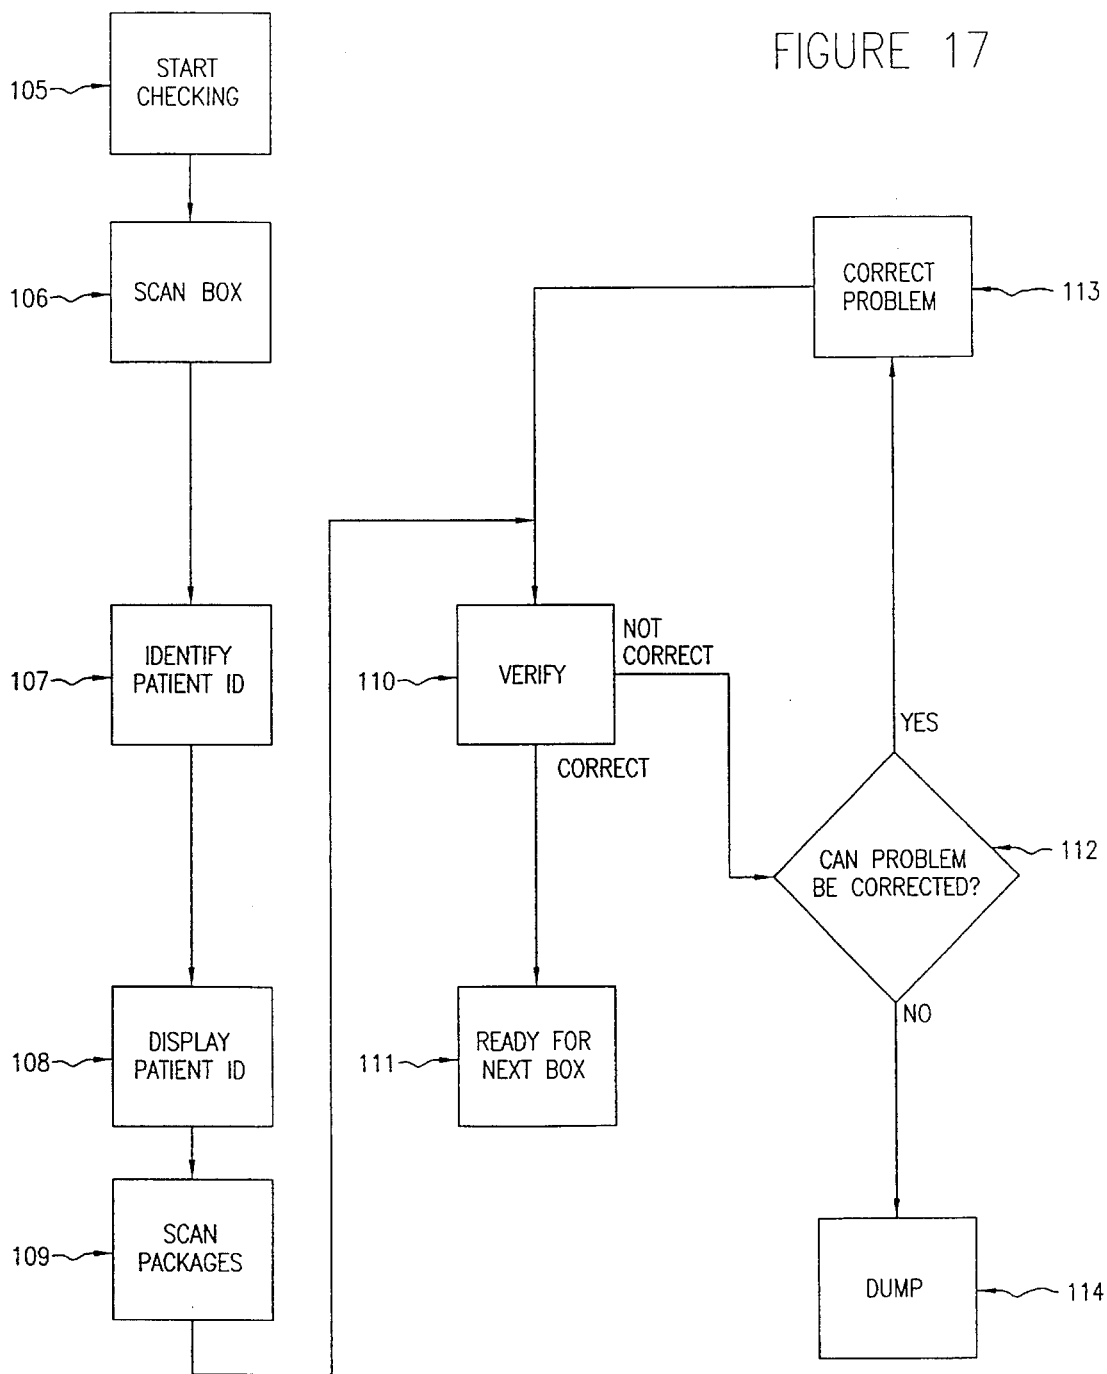 FIGURE 17
105
START
CHECKING
106
SCAN BOX
107
IDENTIFY
PATIENT ID
108
DISPLAY
PATIENT ID
109
SCAN
PACKAGES
110
VERIFY
NOT
CORRECT
CORRECT
111
READY FOR
NEXT BOX
CORRECT
PROBLEM
113
YES
CAN PROBLEM
BE CORRECTED?
112
NO
DUMP
114